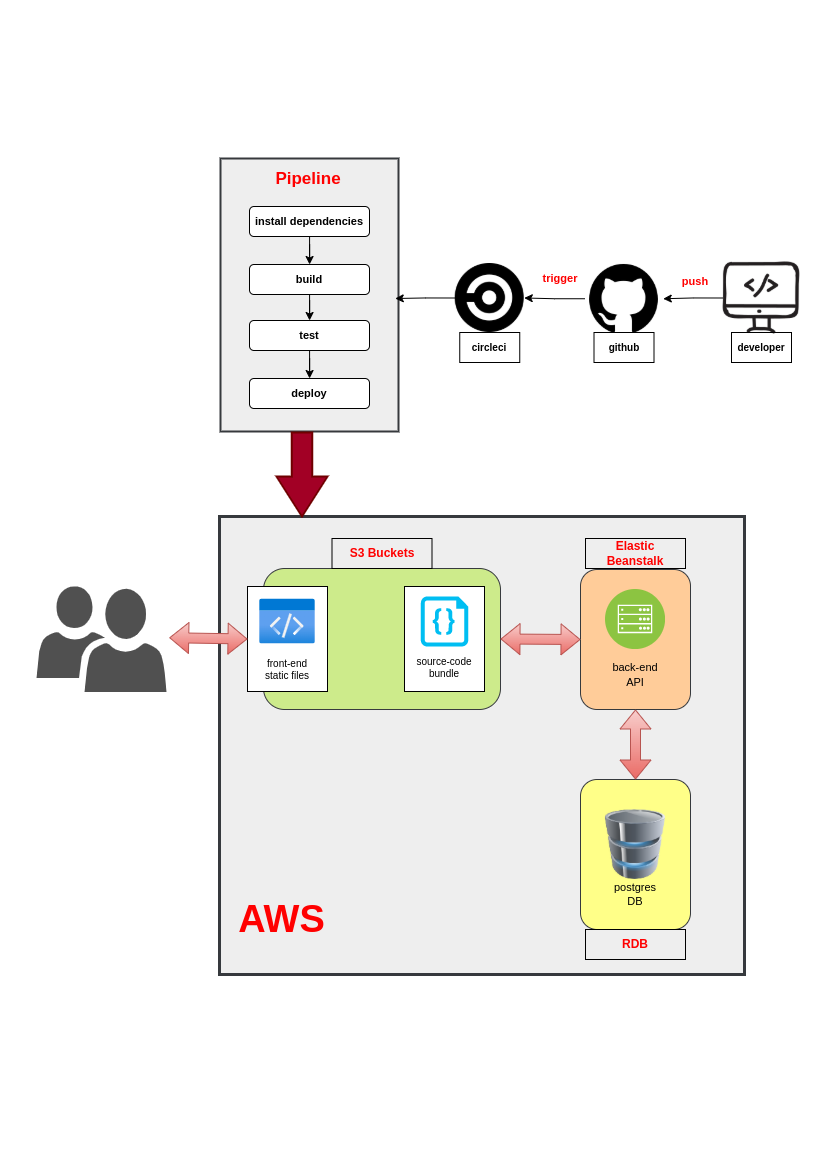 Pipeline
install dependencies
build
test
deploy
trigger
push
circleci
github
developer
S3 Buckets
Elastic
Beanstalk
front-end
static files
source-code
bundle
back-end
API
postgres
DB
RDB
AWS